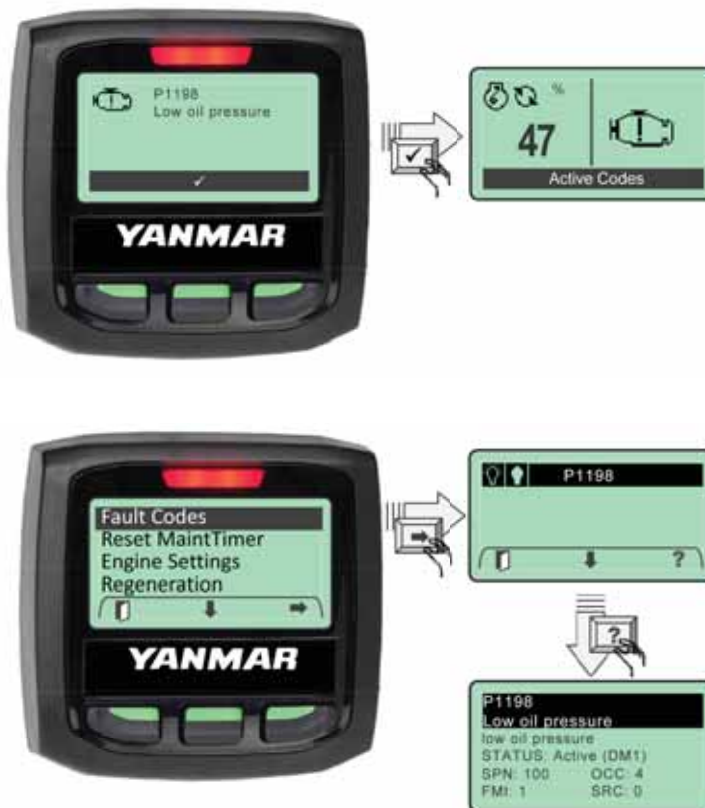 P1198
Low oil pressure
✓
YANMAR
✓
%
47
Active Codes
Fault Codes
Reset MaintTimer
Engine Settings
Regeneration
YANMAR
P1198
?
?
P1198
Low oil pressure
low oil pressure
STATUS: Active (DM1)
SPN: 100 OCC: 4
FMI: 1 SRC: 0